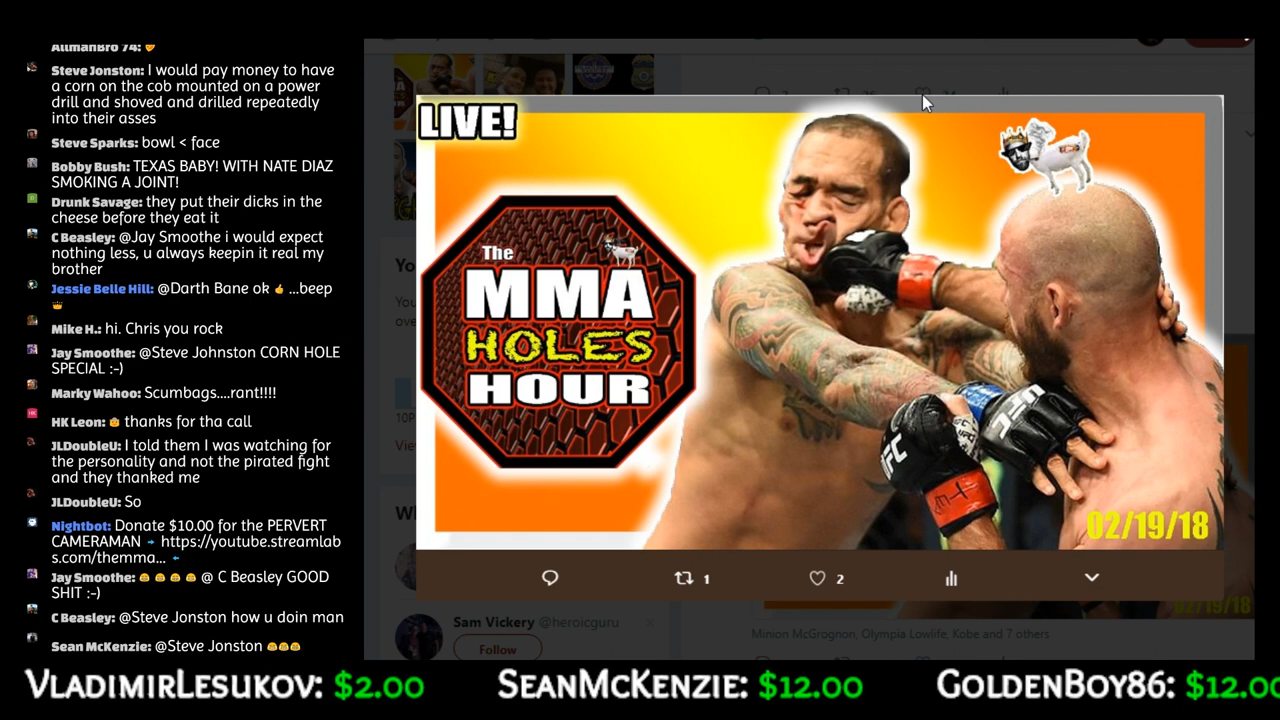 AllmanBro 74:
Steve Jonston: I would pay money to have
a corn on the cob mounted on a power
drill and shoved and drilled repeatedly
into their asses
Steve Sparks: bowl < face
Bobby Bush: TEXAS BABY! WITH NATE DIAZ
SMOKING A JOINT!
Drunk Savage: they put their dicks in the
cheese before they eat it
C Beasley: @Jay Smoothe i would expect
nothing less, u always keepin it real my
brother
Jessie Belle Hill: @Darth Bane ok 👍 ...beep
Mike H.: hi. Chris you rock
Jay Smoothe: @Steve Johnston CORN HOLE
SPECIAL :-)
Marky Wahoo: Scumbags....rant!!!!
HK
HK Leon: thanks for tha call
JLDoubleU: I told them I was watching for
the personality and not the pirated fight
and they thanked me
JLDoubleU: So
Nightbot: Donate $10.00 for the PERVERT
CAMERAMAN https://youtube.streamlab
s.com/themma...
Jay Smoothe: @ C Beasley GOOD
SHIT :-)
C Beasley: @Steve Jonston how u doin man
Sean McKenzie: @Steve Jonston
LIVE!
The
MMA
HOLES
HOUR
UFC
UFC
02/19/18
1
2
Sam Vickery @heroicguru
Follow
02/19/18
Minion McGrognon, Olympia Lowlife, Kobe and 7 others
VladimirLesukov: $2.00 SeanMcKenzie: $12.00 GoldenBoy86: $12.00